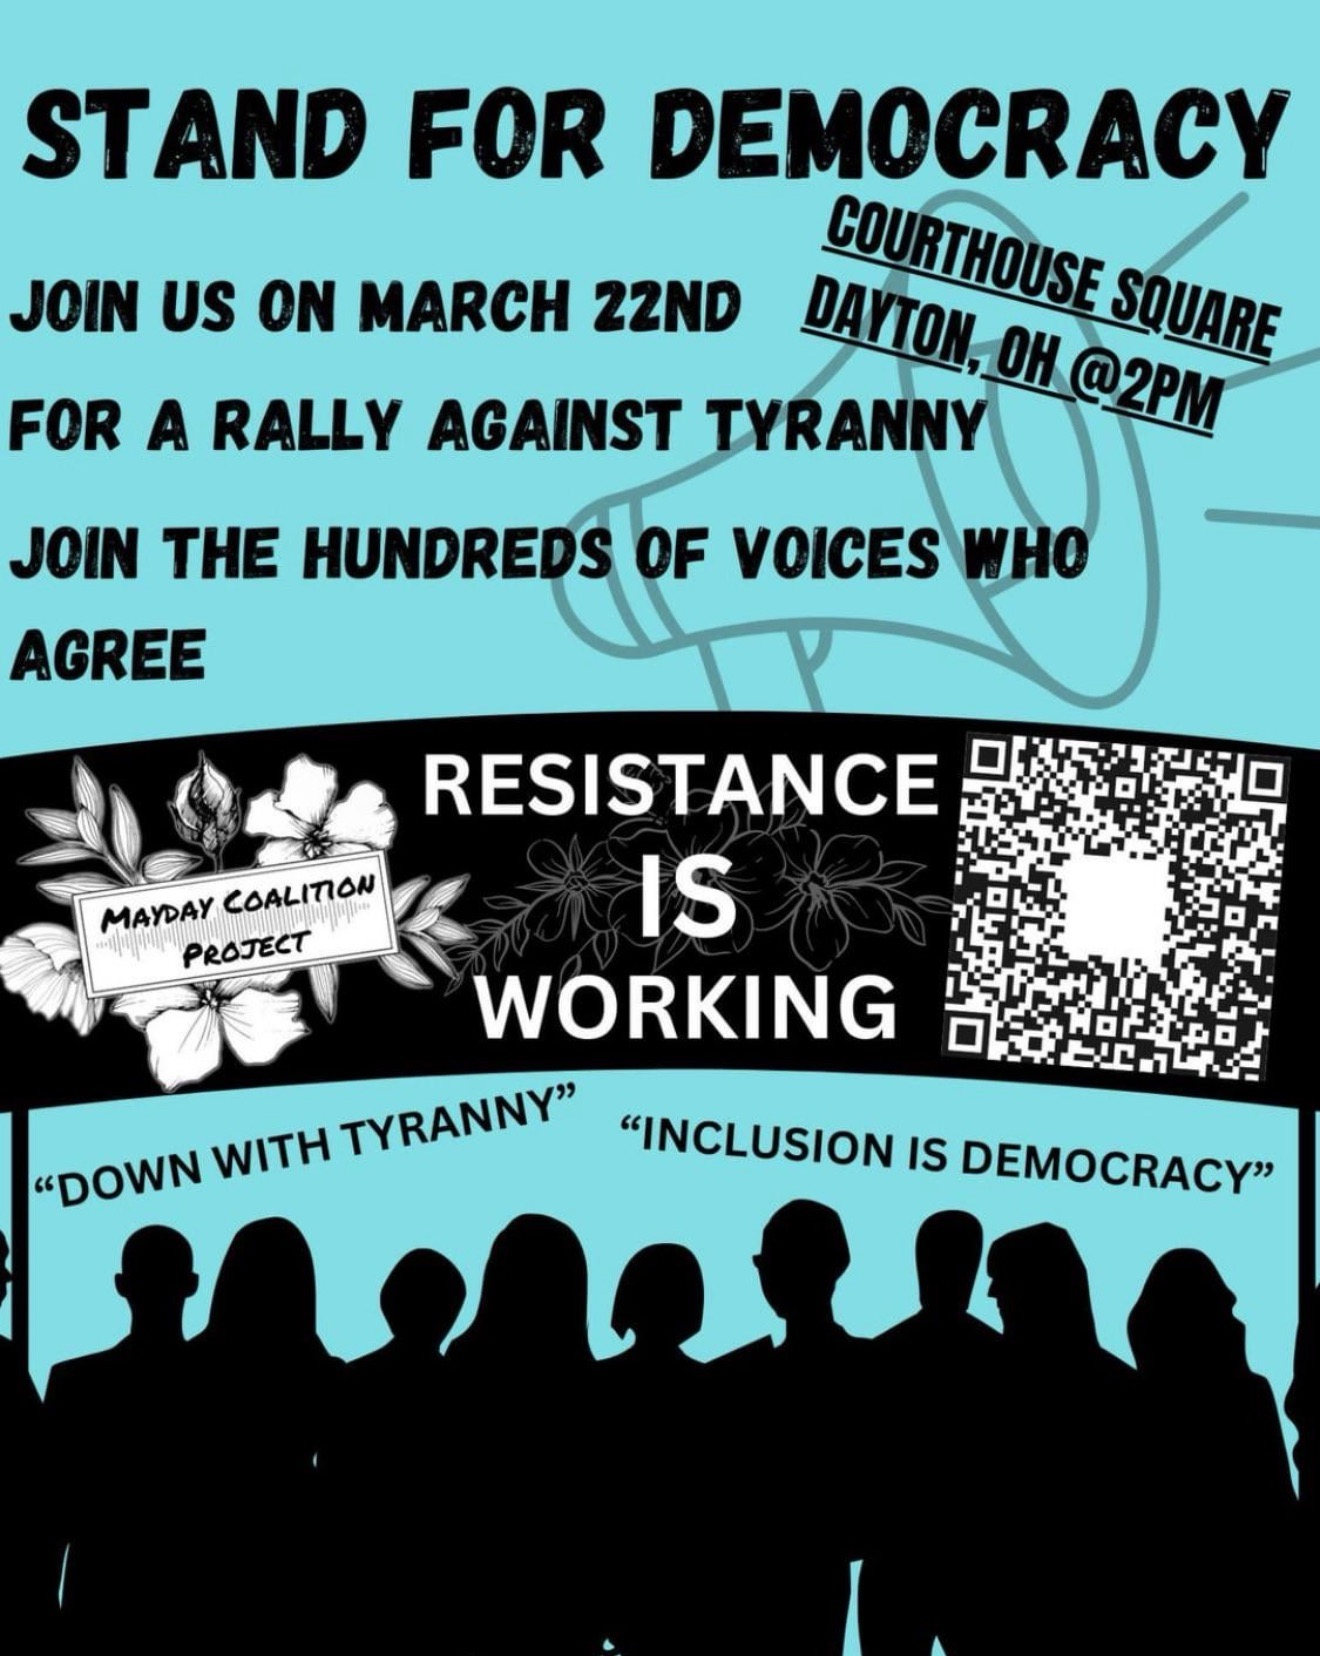 STAND FOR DEMOCRACY
COURTHOUSE SQUARE
DAYTON, OH @2PM
JOIN US ON MARCH 22ND
FOR A RALLY AGAINST TYRANNY
JOIN THE HUNDREDS OF VOICES WHO
AGREE
MAYDAY COALITION
PROJECT
RESISTANCE
IS
WORKING
“DOWN WITH TYRANNY”
“INCLUSION IS DEMOCRACY”